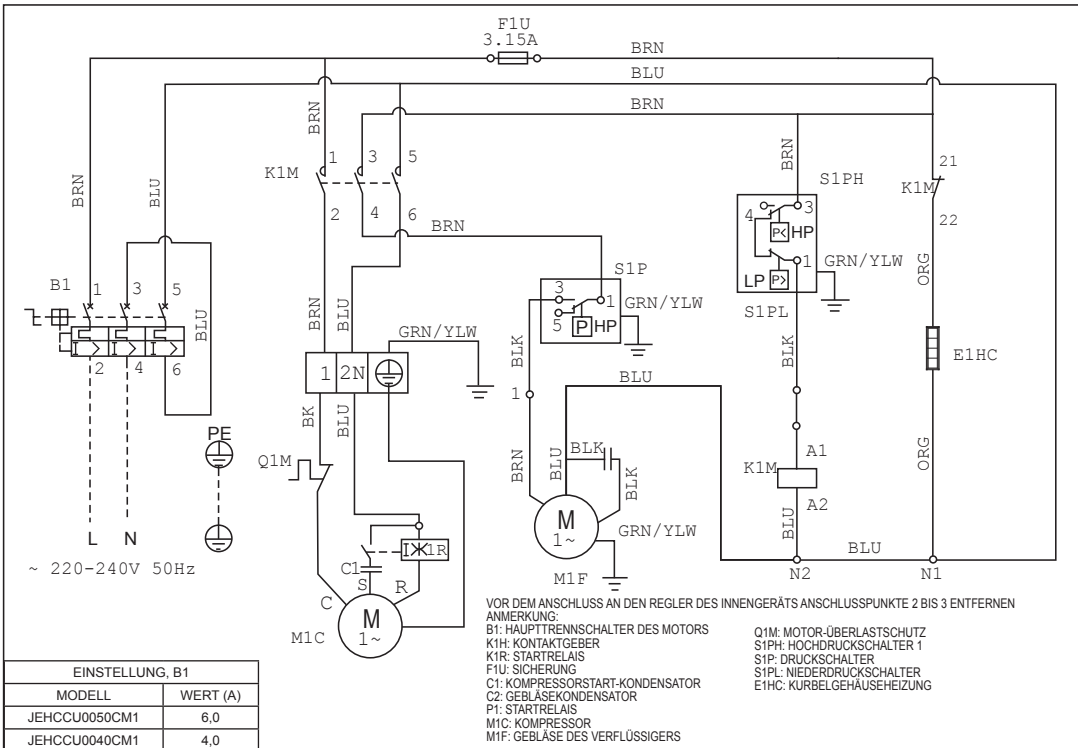 F1U
3.15A
BRN
BLU
BRN
BRN
BLU
BRN
BRN
1
3
5
K1M
2
4
6
BRN
21
K1M
22
S1PH
4
3
P<
HP
1
LP
P>
S1PL
GRN/YLW
ORG
B1
1
3
5
BLU
2
4
6
S1P
3
1
5
P
HP
GRN/YLW
BRN
BLU
GRN/YLW
BLK
BLK
E1HC
1
2N
BLU
1
BK
BLU
PE
Q1M
BRN
BLU
BLK
BLK
K1M
A1
A2
ORG
I
1R
M
1~
GRN/YLW
BLU
BLU
L
N
~ 220-240V 50Hz
C1
S
R
C
M
1~
M1C
M1F
N2
N1
VOR DEM ANSCHLUSS AN DEN REGLER DES INNENGERÄTS ANSCHLUSSPUNKTE 2 BIS 3 ENTFERNEN
ANMERKUNG:
B1: HAUPTTRENNSCHALTER DES MOTORS
K1H: KONTAKTGEBER
K1R: STARTRELAIS
F1U: SICHERUNG
C1: KOMPRESSORSTART-KONDENSATOR
C2: GEBLÄSEKONDENSATOR
P1: STARTRELAIS
M1C: KOMPRESSOR
M1F: GEBLÄSE DES VERFLÜSSIGERS
Q1M: MOTOR-ÜBERLASTSCHUTZ
S1PH: HOCHDRUCKSCHALTER 1
S1P: DRUCKSCHALTER
S1PL: NIEDERDRUCKSCHALTER
E1HC: KURBELGEHÄUSEHEIZUNG
EINSTELLUNG, B1
MODELL WERT (A)
JEHCCU0050CM1 6,0
JEHCCU0040CM1 4,0